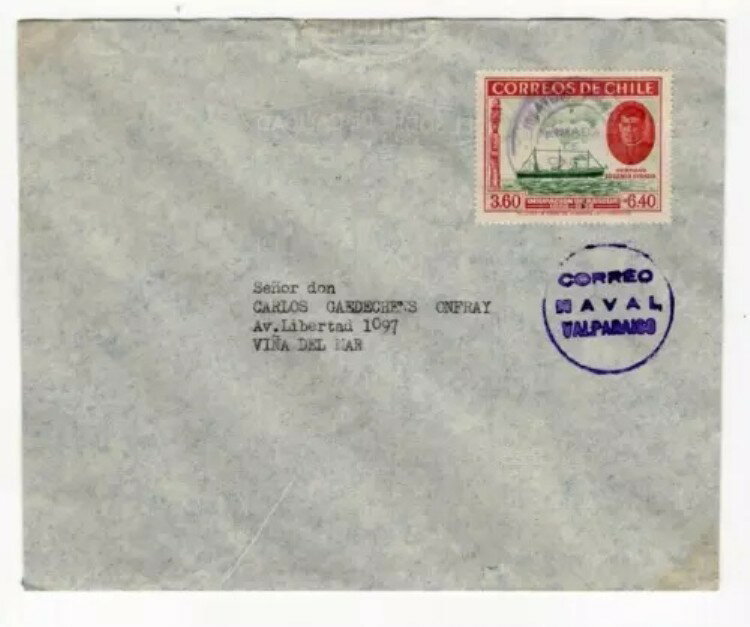 CORREOS DE CHILE
3.60
6.40
CORREO
NAVAL
VALPARAISO
Señor don
CARLOS GAEDECHENS ONFRAY
Av.Libertad 1097
VIÑA DEL MAR